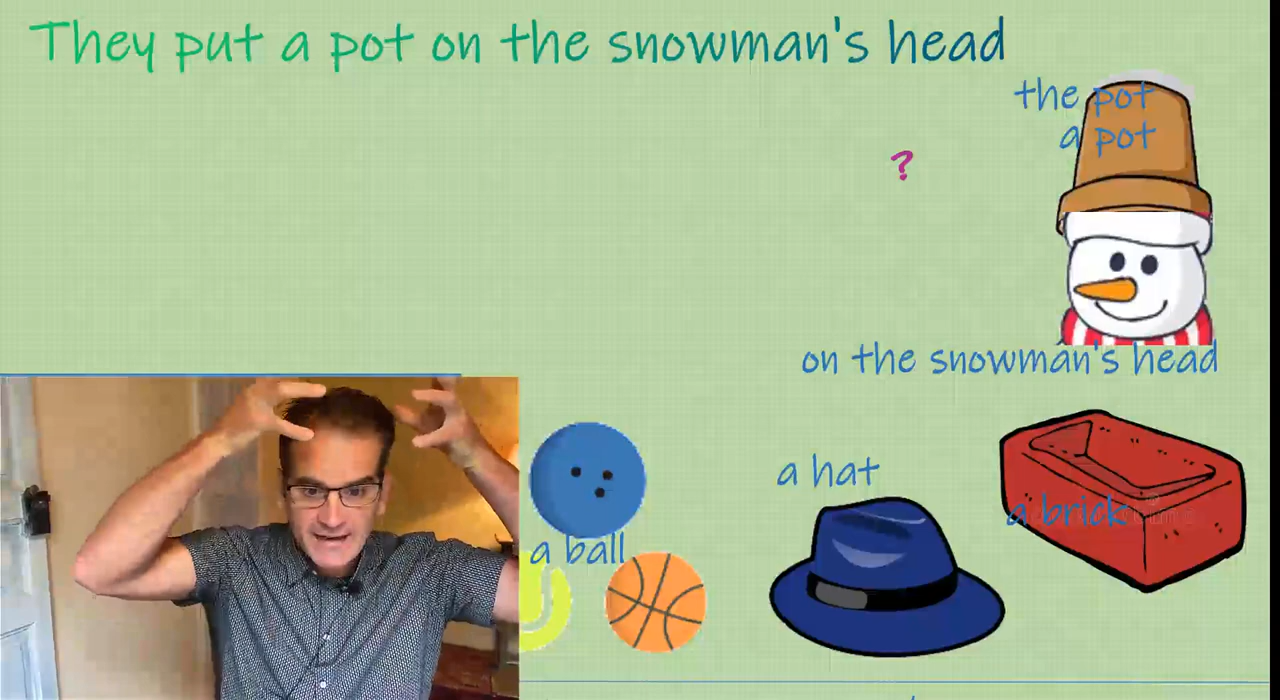 They put a pot on the snowman's head
the pot
a pot
?
on the snowman's head
a hat
a brick
a ball